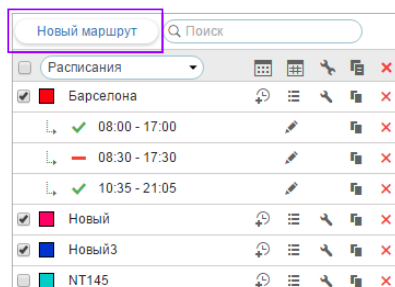 Новый маршрут Поиск
Расписания
Барселона
08:00 - 17:00
08:30 - 17:30
10:35 - 21:05
Новый
Новый3
NT145